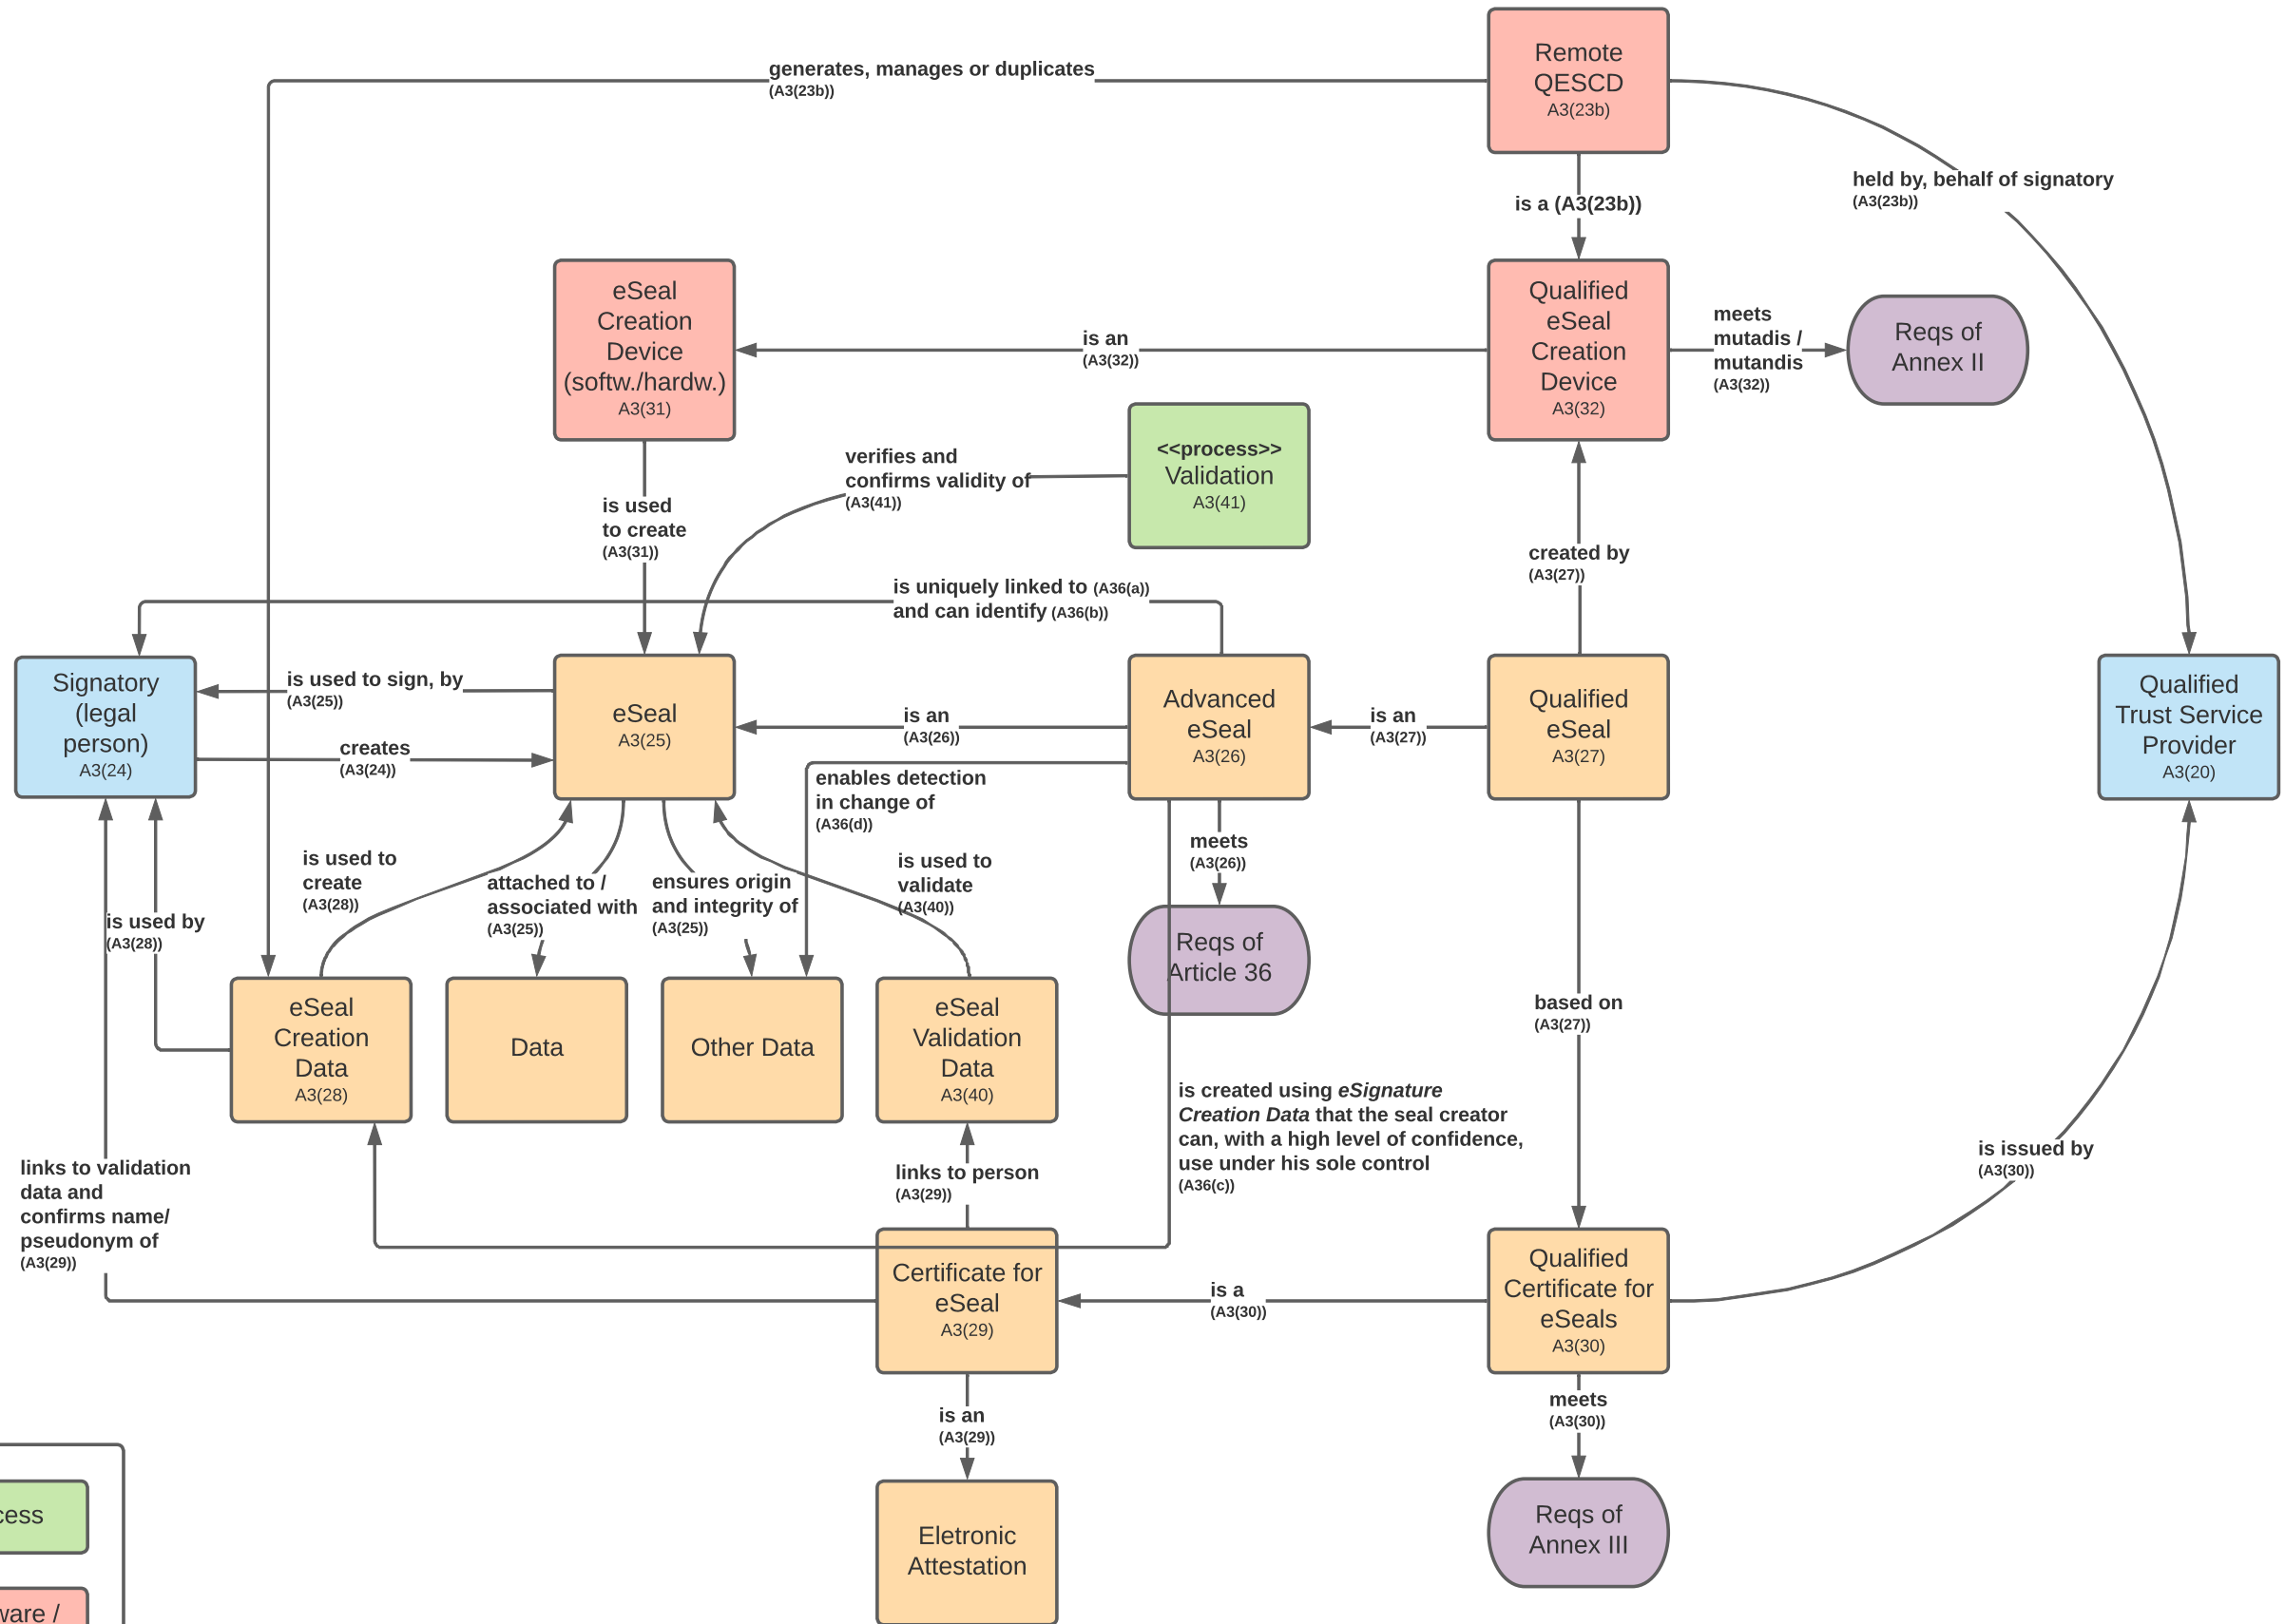 Remote
QESCD
A3(23b)
generates, manages or duplicates
(A3(23b))
held by, behalf of signatory
(A3(23b))
is a (A3(23b))
eSeal
Creation
Device
(softw./hardw.)
A3(31)
is an
(A3(32))
Qualified
eSeal
Creation
Device
A3(32)
meets
mutadis /
mutandis
(A3(32))
Reqs of
Annex II
<<process>>
Validation
A3(41)
verifies and
confirms validity of
(A3(41))
is used
to create
(A3(31))
created by
(A3(27))
is uniquely linked to (A36(a))
and can identify (A36(b))
Signatory
(legal
person)
A3(24)
is used to sign, by
(A3(25))
creates
(A3(24))
eSeal
A3(25)
is an
(A3(26))
Advanced
eSeal
A3(26)
is an
(A3(27))
Qualified
eSeal
A3(27)
Qualified
Trust Service
Provider
A3(20)
enables detection
in change of
(A36(d))
meets
(A3(26))
is used to
create
(A3(28))
attached to /
associated with
(A3(25))
ensures origin
and integrity of
(A3(25))
is used to
validate
(A3(40))
is used by
(A3(28))
Reqs of
Article 36
eSeal
Creation
Data
A3(28)
Data
Other Data
eSeal
Validation
Data
A3(40)
based on
(A3(27))
is created using eSignature
Creation Data that the seal creator
can, with a high level of confidence,
use under his sole control
(A36(c))
links to validation
data and
confirms name/
pseudonym of
(A3(29))
links to person
(A3(29))
is issued by
(A3(30))
Certificate for
eSeal
A3(29)
is a
(A3(30))
Qualified
Certificate for
eSeals
A3(30)
is an
(A3(29))
meets
(A3(30))
Eletronic
Attestation
Reqs of
Annex III
cess
ware /